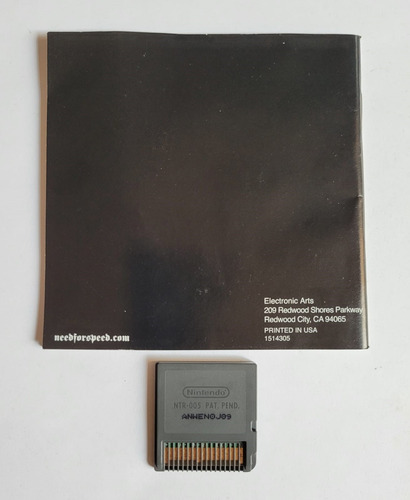 needforspeed.com
Electronic Arts
209 Redwood Shores Parkway
Redwood City, CA 94065
PRINTED IN USA
1514305
Nintendo
NTR-005 PAT. PEND.
ANWEN0J09